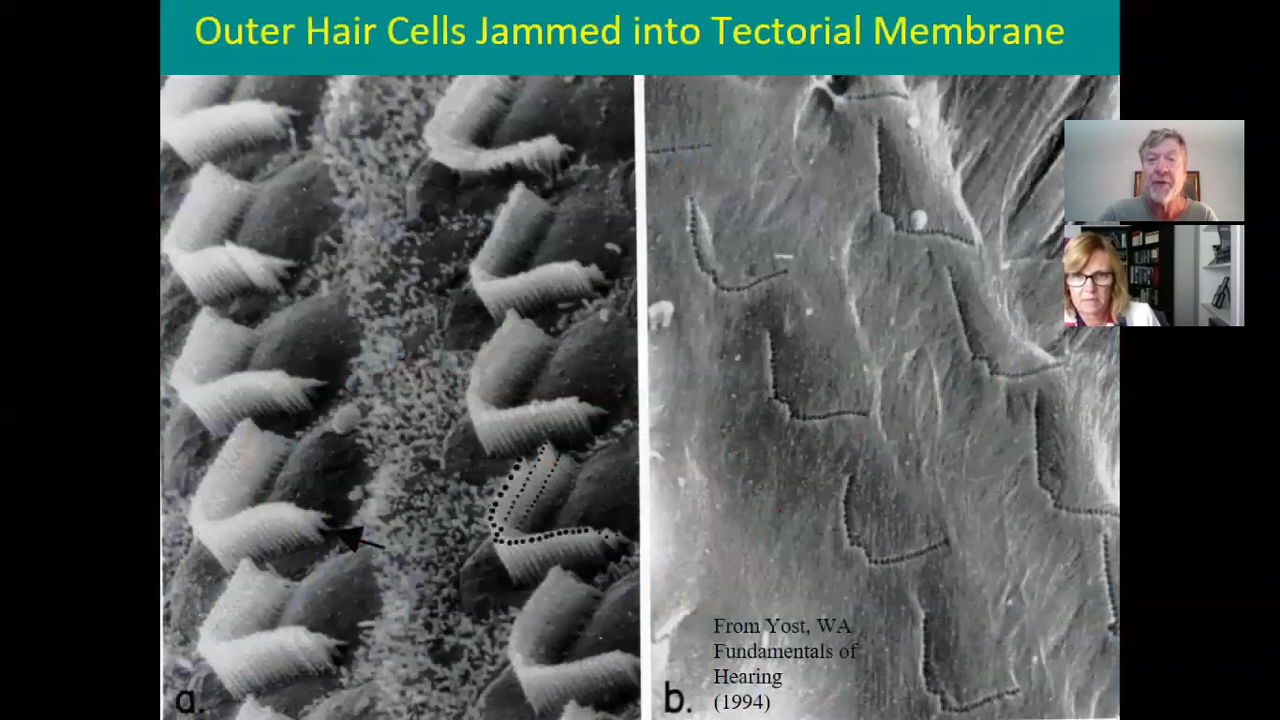 Outer Hair Cells Jammed into Tectorial Membrane
a.
b.
From Yost, WA
Fundamentals of
Hearing
(1994)